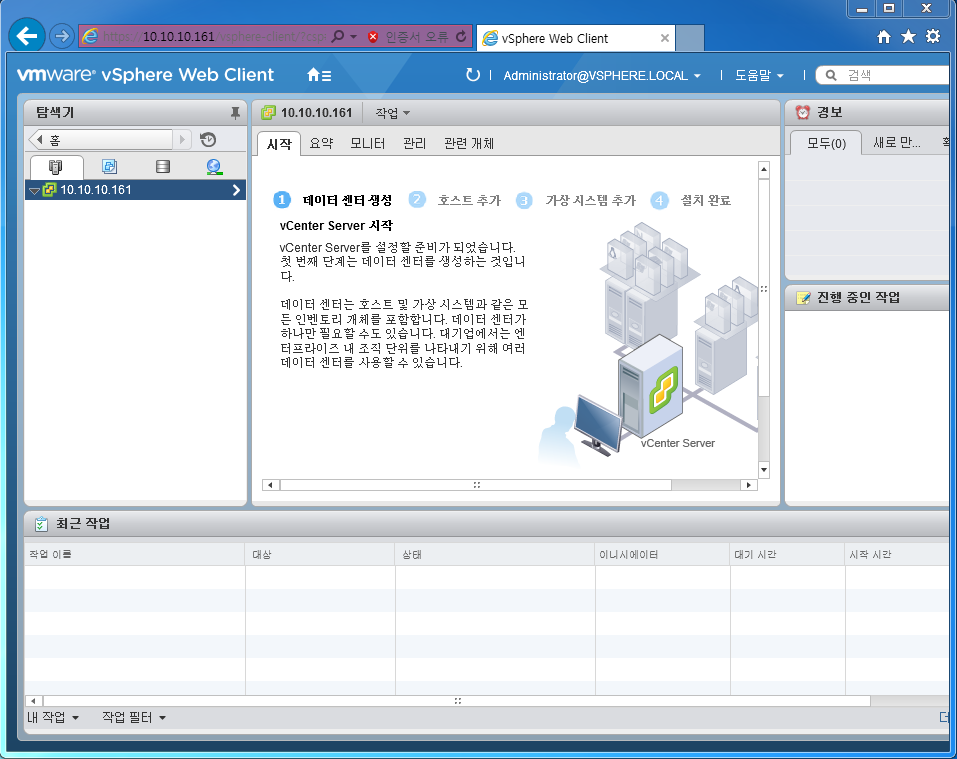 https://10.10.10.161/vsphere-client/?csp
인증서 오류
vSphere Web Client
vmware® vSphere Web Client
Administrator@VSPHERE.LOCAL
도움말
검색
탐색기
홈
10.10.10.161
10.10.10.161
작업
시작
요약
모니터
관리
관련 개체
1 데이터 센터 생성
2 호스트 추가
3 가상 시스템 추가
4 설치 완료
vCenter Server 시작
vCenter Server를 설정할 준비가 되었습니다.
첫 번째 단계는 데이터 센터를 생성하는 것입니
다.
데이터 센터는 호스트 및 가상 시스템과 같은 모
든 인벤토리 개체를 포함합니다. 데이터 센터가
하나만 필요할 수도 있습니다. 대기업에서는 엔
터프라이즈 내 조직 단위를 나타내기 위해 여러
데이터 센터를 사용할 수 있습니다.
vCenter Server
경보
모두(0)
새로 만...
진행 중인 작업
최근 작업
작업 이름
대상
상태
이니시에이터
대기 시간
시작 시간
내 작업
작업 필터